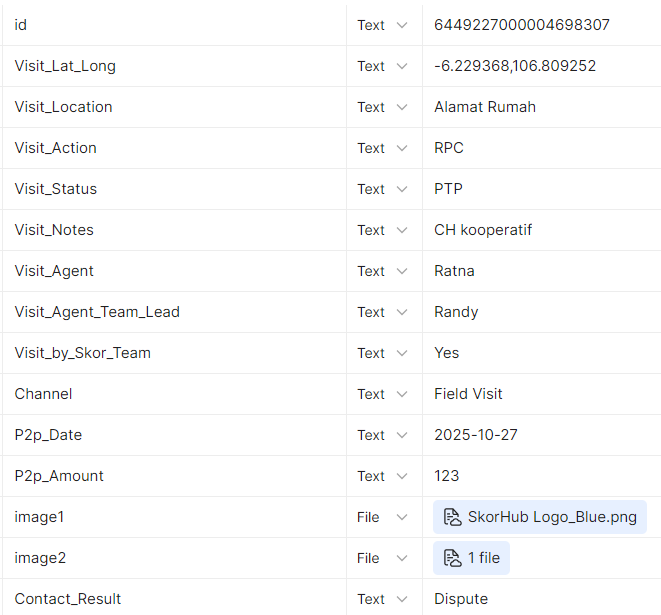 id Text 6449227000004698307
Visit_Lat_Long Text -6.229368,106.809252
Visit_Location Text Alamat Rumah
Visit_Action Text RPC
Visit_Status Text PTP
Visit_Notes Text CH kooperatif
Visit_Agent Text Ratna
Visit_Agent_Team_Lead Text Randy
Visit_by_Skor_Team Text Yes
Channel Text Field Visit
P2p_Date Text 2025-10-27
P2p_Amount Text 123
image1 File SkorHub Logo_Blue.png
image2 File 1 file
Contact_Result Text Dispute